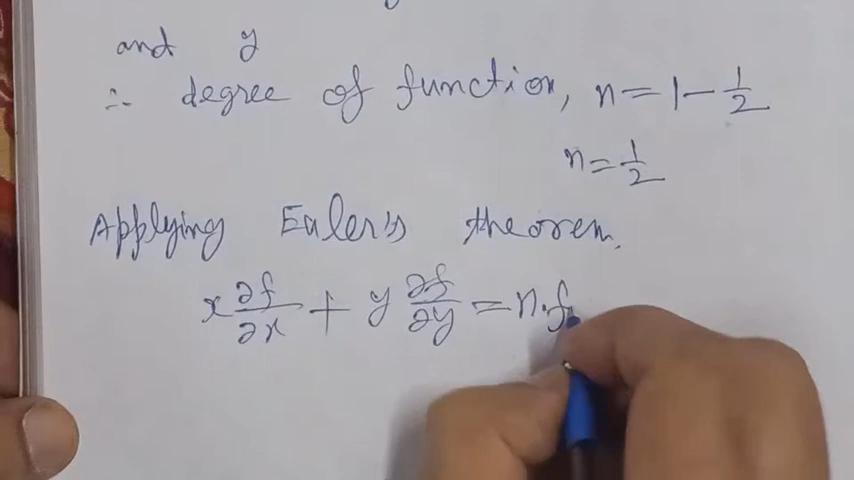 and y
∴ degree of function, n = 1 - 1/2
n = 1/2
Applying Euler's theorem,
x ∂f/∂x + y ∂f/∂y = n.f